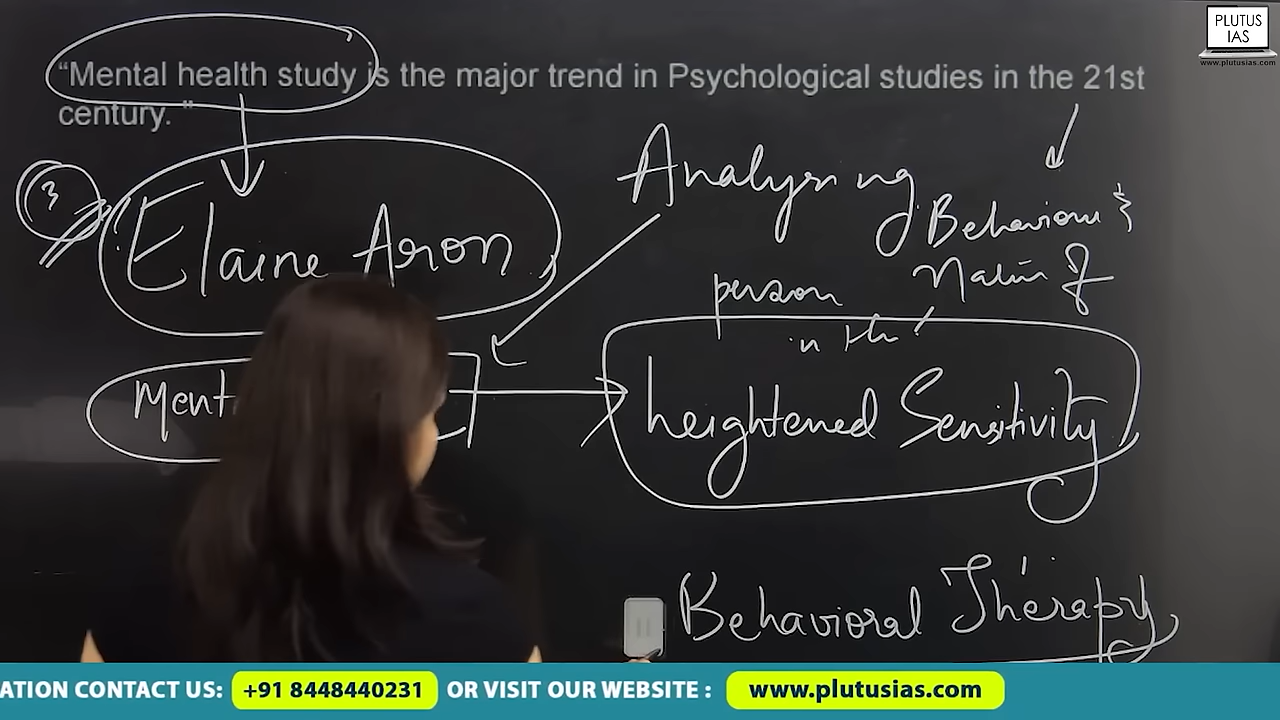 PLUTUS
IAS
www.plutusias.com
“Mental health study is the major trend in Psychological studies in the 21st
century. ”
3
Elaine Aron
Analysing
Behaviour &
Nature of
person
in the
Ment
heightened Sensitivity
Behavioral Therapy
ATION CONTACT US: +91 8448440231 OR VISIT OUR WEBSITE : www.plutusias.com